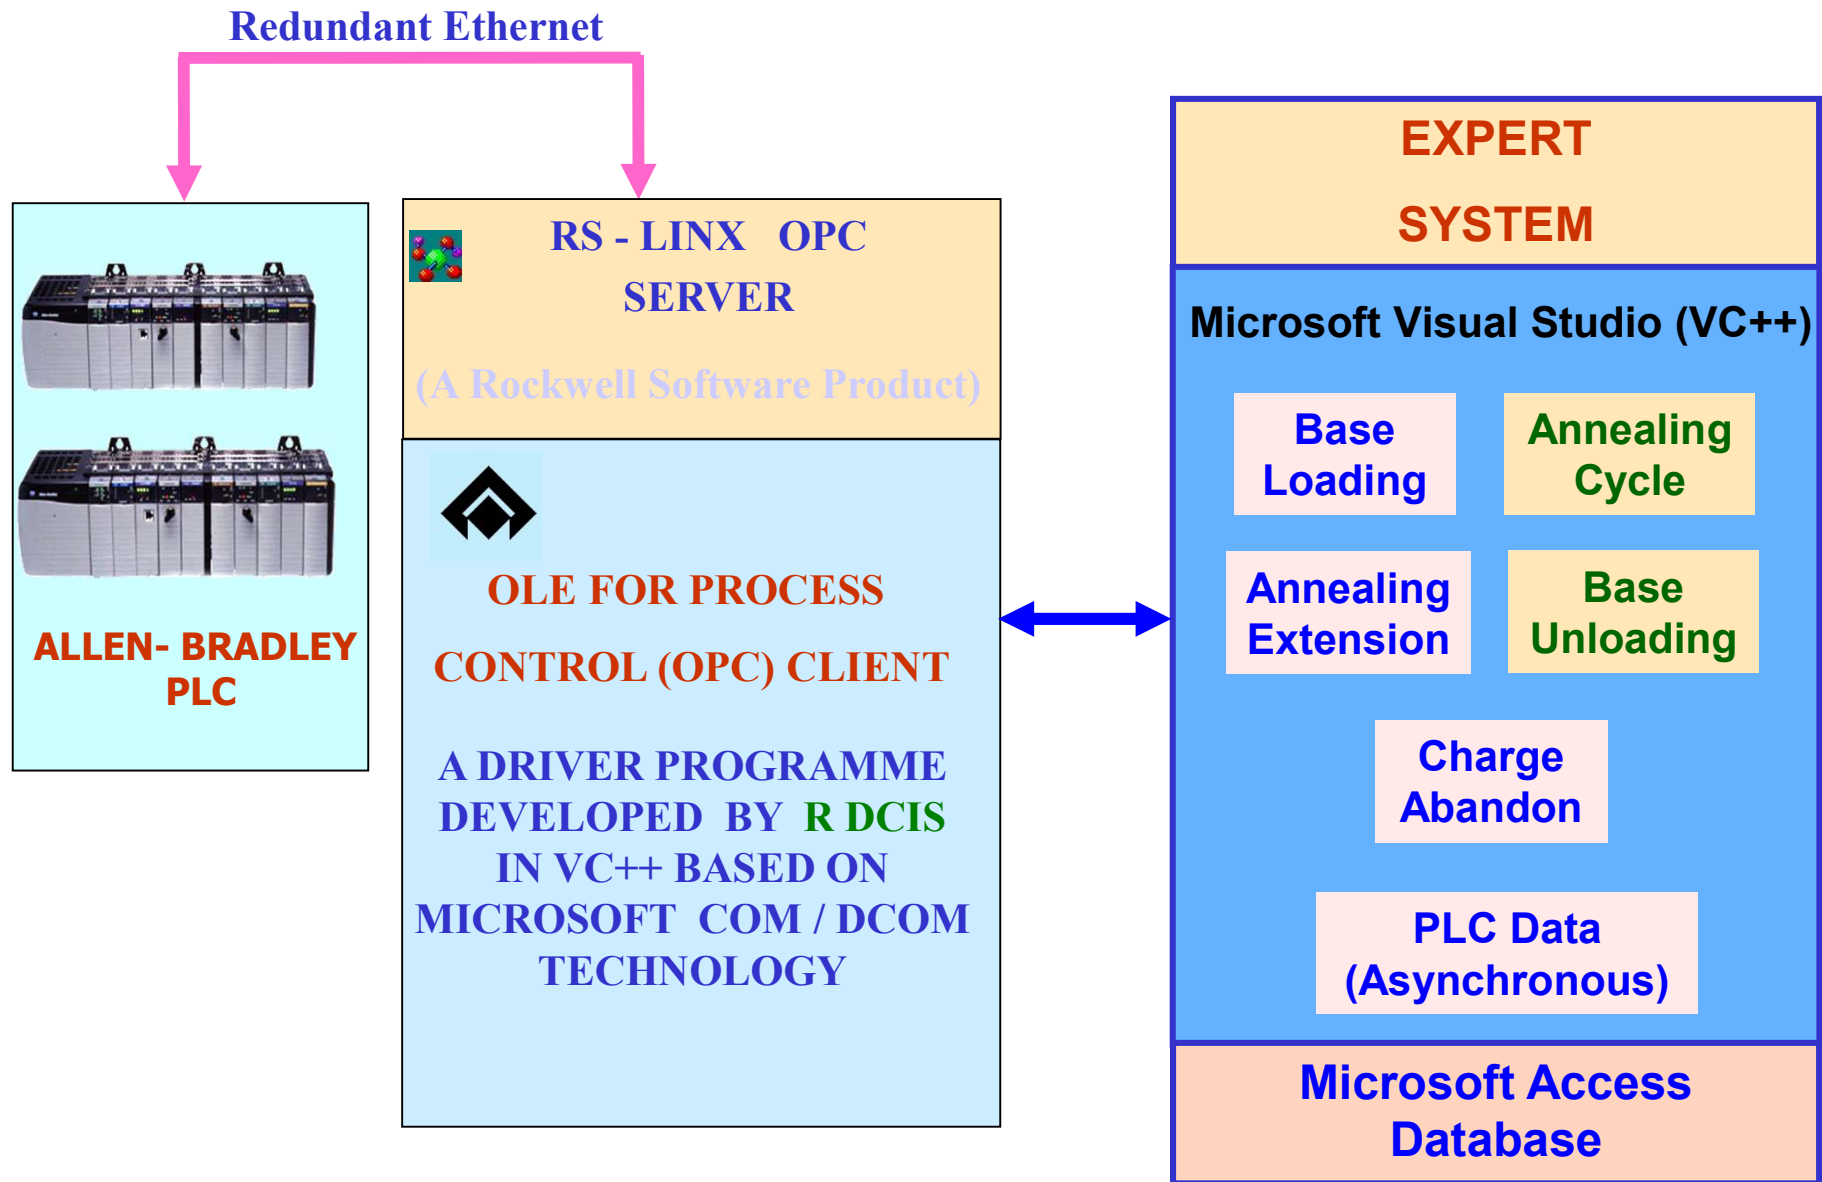 Redundant Ethernet
ALLEN- BRADLEY
PLC
RS - LINX OPC
SERVER
(A Rockwell Software Product)
OLE FOR PROCESS
CONTROL (OPC) CLIENT
A DRIVER PROGRAMME
DEVELOPED BY R DCIS
IN VC++ BASED ON
MICROSOFT COM / DCOM
TECHNOLOGY
EXPERT
SYSTEM
Microsoft Visual Studio (VC++)
Base
Loading
Annealing
Cycle
Annealing
Extension
Base
Unloading
Charge
Abandon
PLC Data
(Asynchronous)
Microsoft Access
Database